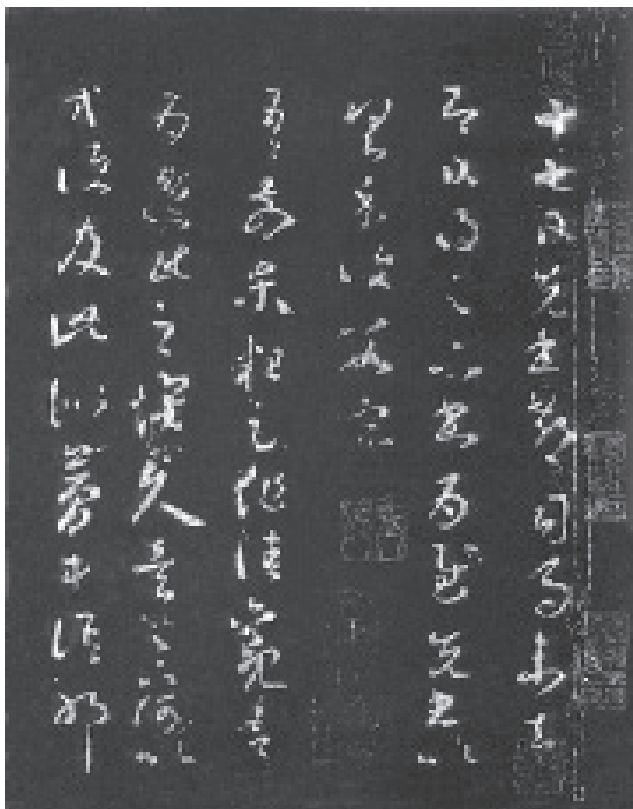 十七日先書郗司馬未去
即日得足下書為慰先書以
具示復數字
吾前東粗足作佳觀吾
為逸民之懷久矣足下何以
方復及此似夢中語耶